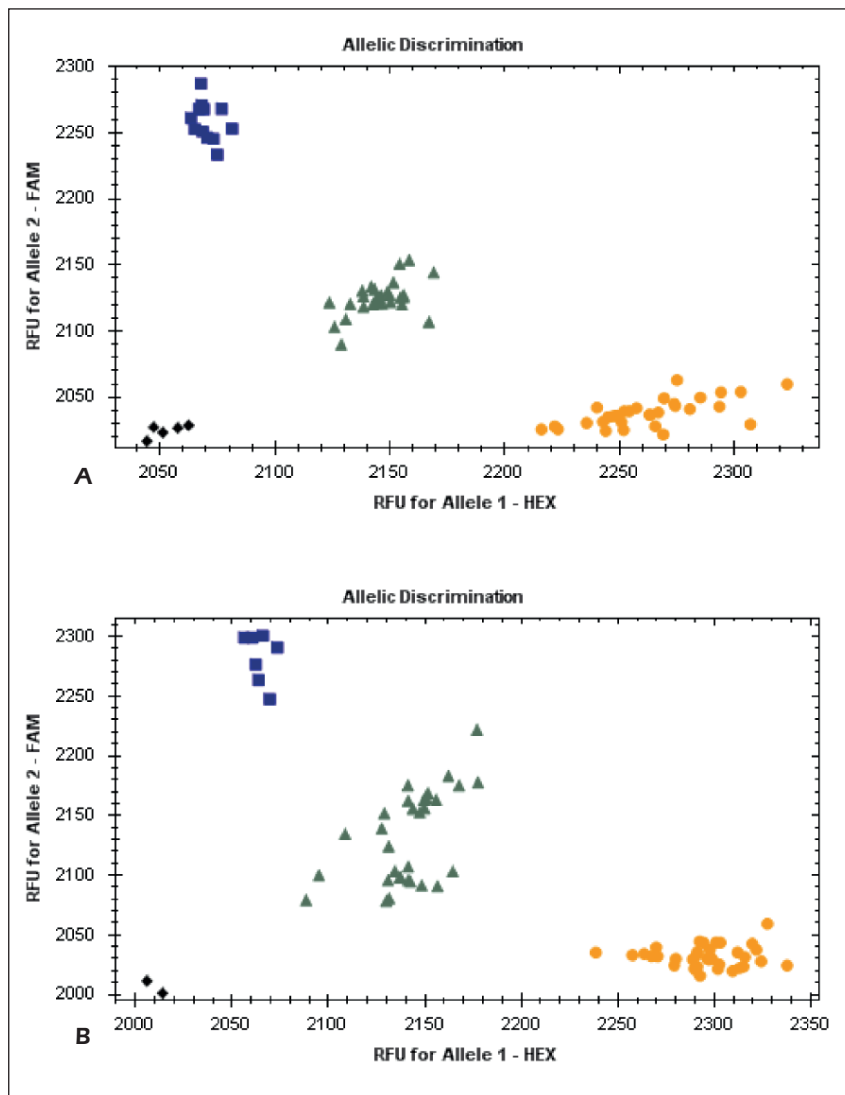 Allelic Discrimination
2300
2250
2200
2150
2100
2050
RFU for Allele 2 - FAM
2050 2100 2150 2200 2250 2300
A
RFU for Allele 1 - HEX
Allelic Discrimination
2300
2250
2200
2150
2100
2050
2000
RFU for Allele 2 - FAM
2000 2050 2100 2150 2200 2250 2300 2350
B
RFU for Allele 1 - HEX